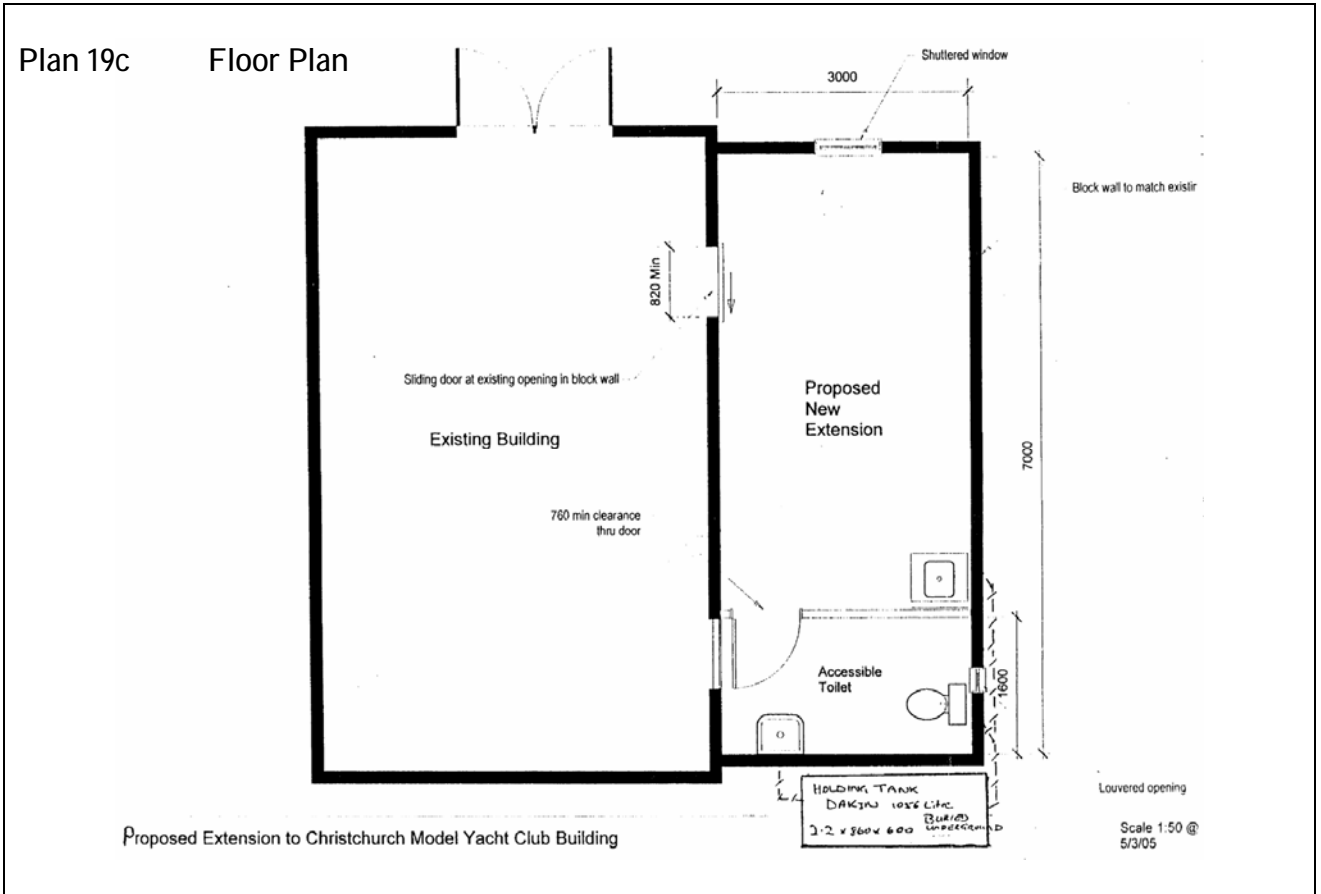 Plan 19c Floor Plan
Shuttered window
3000
Block wall to match existir
820 Min
Sliding door at existing opening in block wall
Existing Building
Proposed
New
Extension
7000
760 min clearance
thru door
Accessible
Toilet
1600
HOLDING TANK
DAKIN 1056 Litre
BURIED
2.2 x 860 x 600 UNDERGROUND
Louvered opening
Proposed Extension to Christchurch Model Yacht Club Building
Scale 1:50 @
5/3/05